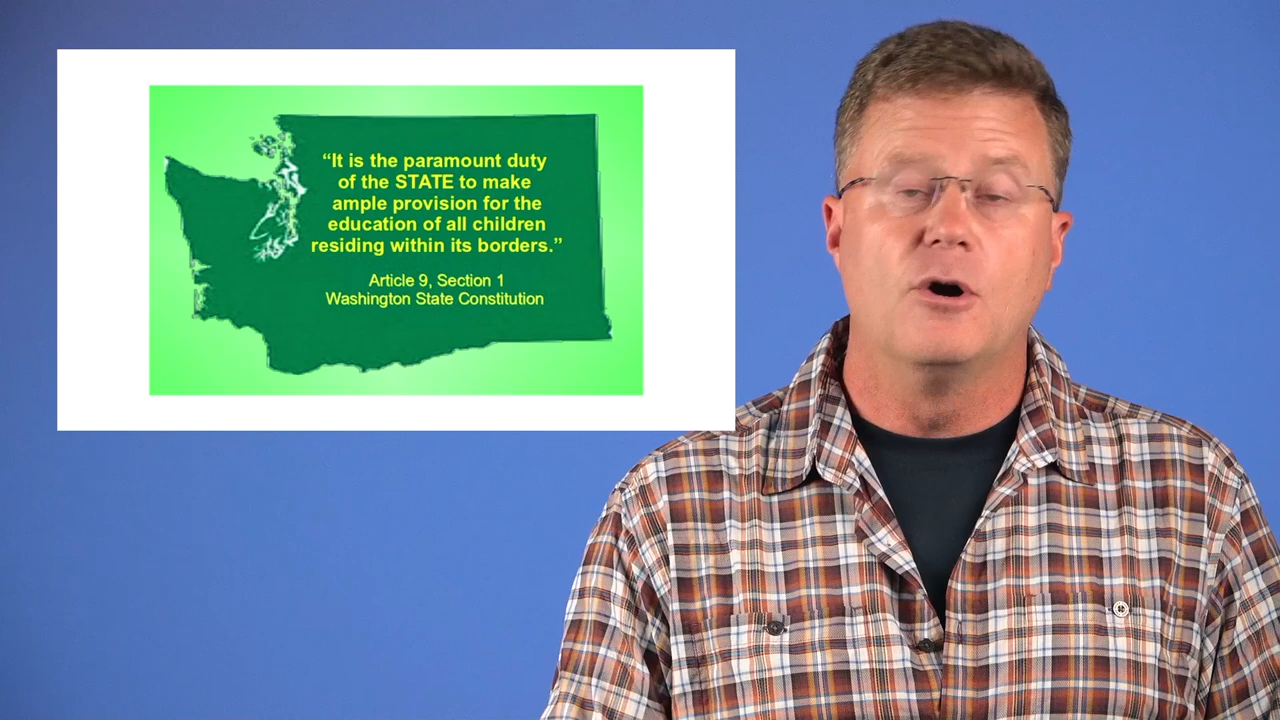 “It is the paramount duty
of the STATE to make
ample provision for the
education of all children
residing within its borders.”
Article 9, Section 1
Washington State Constitution